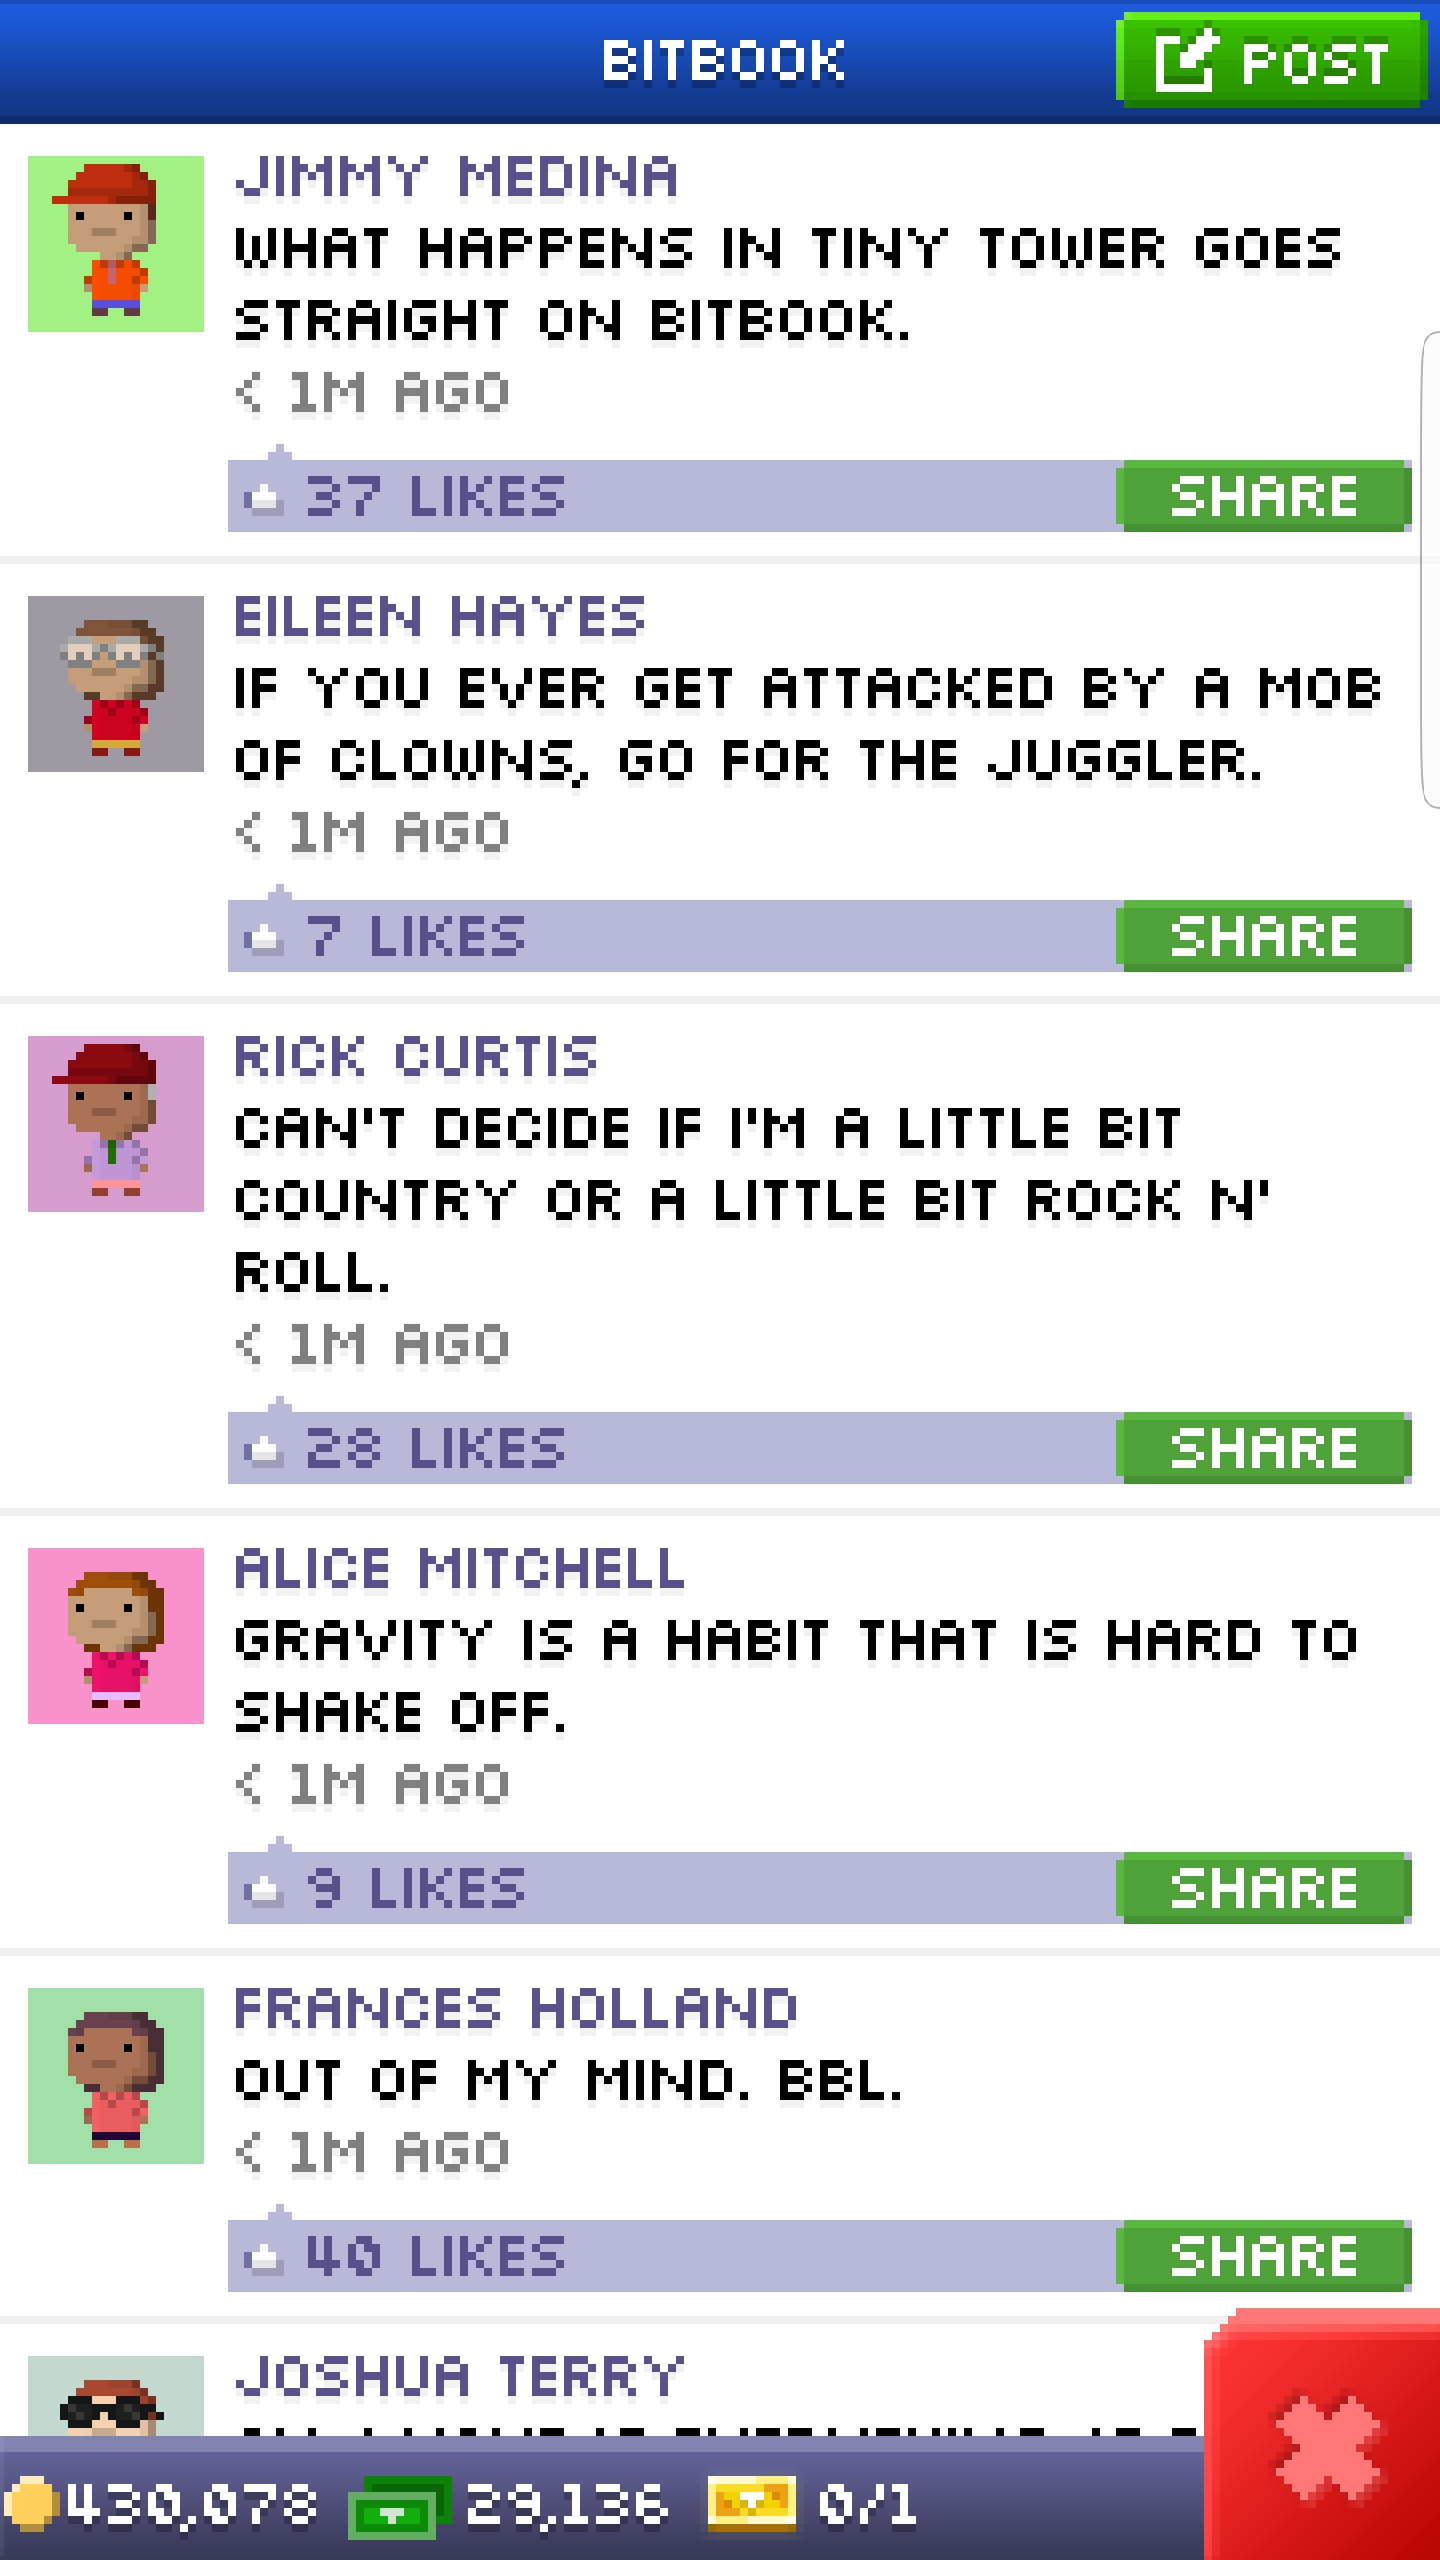 BITBOOK
POST
JIMMY MEDINA
WHAT HAPPENS IN TINY TOWER GOES
STRAIGHT ON BITBOOK.
< 1M AGO
37 LIKES
SHARE
EILEEN HAYES
IF YOU EVER GET ATTACKED BY A MOB
OF CLOWNS, GO FOR THE JUGGLER.
< 1M AGO
7 LIKES
SHARE
RICK CURTIS
CAN'T DECIDE IF I'M A LITTLE BIT
COUNTRY OR A LITTLE BIT ROCK N'
ROLL.
< 1M AGO
28 LIKES
SHARE
ALICE MITCHELL
GRAVITY IS A HABIT THAT IS HARD TO
SHAKE OFF.
< 1M AGO
9 LIKES
SHARE
FRANCES HOLLAND
OUT OF MY MIND. BBL.
< 1M AGO
40 LIKES
SHARE
JOSHUA TERRY
430,078
29,136
0/1